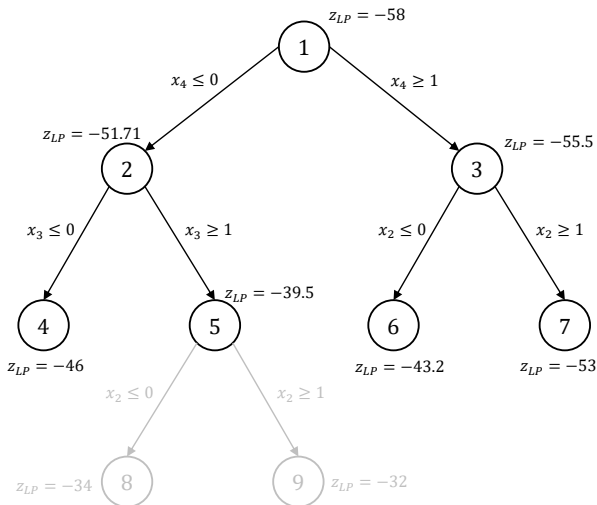 z_LP = −58
1
x_4 ≤ 0
x_4 ≥ 1
z_LP = −51.71
z_LP = −55.5
2
3
x_3 ≤ 0
x_3 ≥ 1
x_2 ≤ 0
x_2 ≥ 1
z_LP = −39.5
4
5
6
7
z_LP = −46
z_LP = −43.2
z_LP = −53
x_2 ≤ 0
x_2 ≥ 1
z_LP = −34
8
9
z_LP = −32